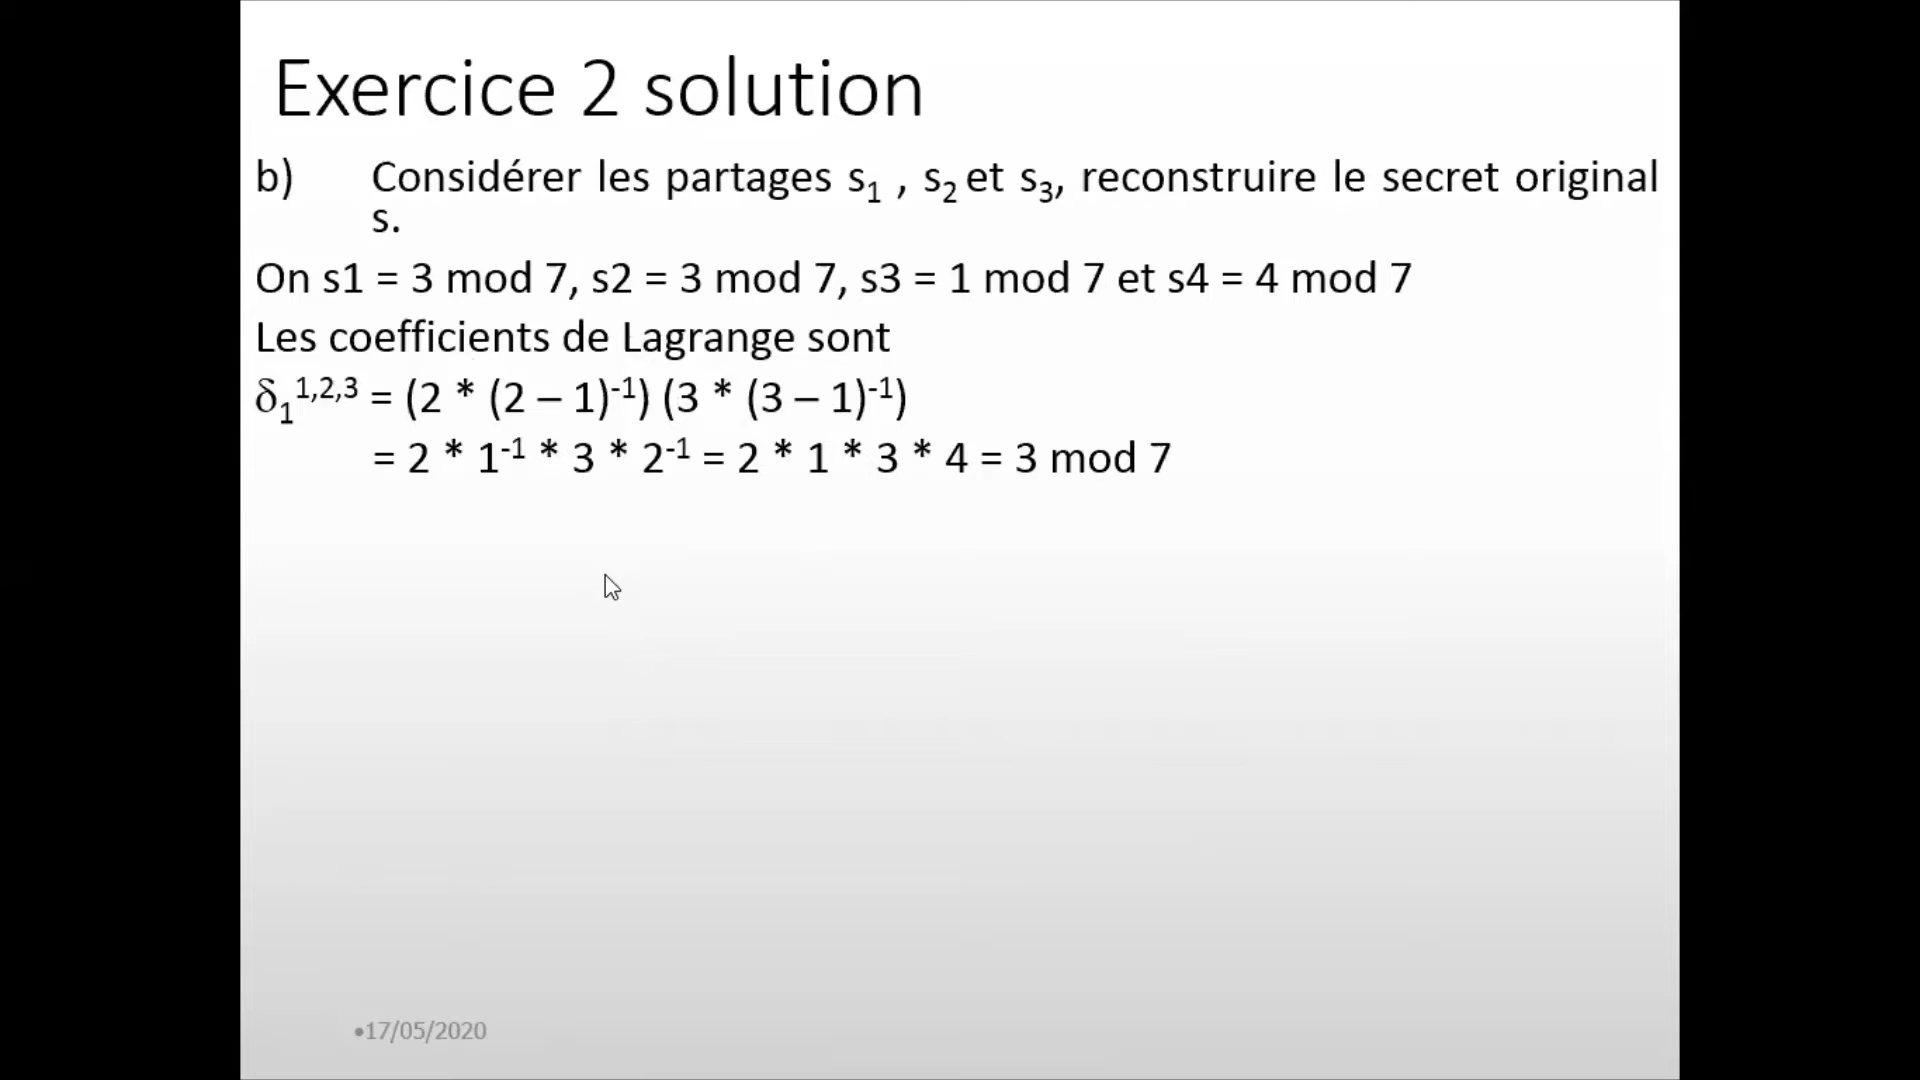 Exercice 2 solution
b) Considérer les partages s₁ , s₂ et s₃, reconstruire le secret original
s.
On s1 = 3 mod 7, s2 = 3 mod 7, s3 = 1 mod 7 et s4 = 4 mod 7
Les coefficients de Lagrange sont
δ₁¹,²,³ = (2 * (2 – 1)⁻¹) (3 * (3 – 1)⁻¹)
= 2 * 1⁻¹ * 3 * 2⁻¹ = 2 * 1 * 3 * 4 = 3 mod 7
•17/05/2020